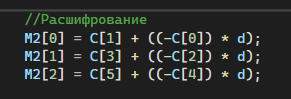 //Расшифрование
M2[0] = C[1] + ((-C[0]) * d);
M2[1] = C[3] + ((-C[2]) * d);
M2[2] = C[5] + ((-C[4]) * d);